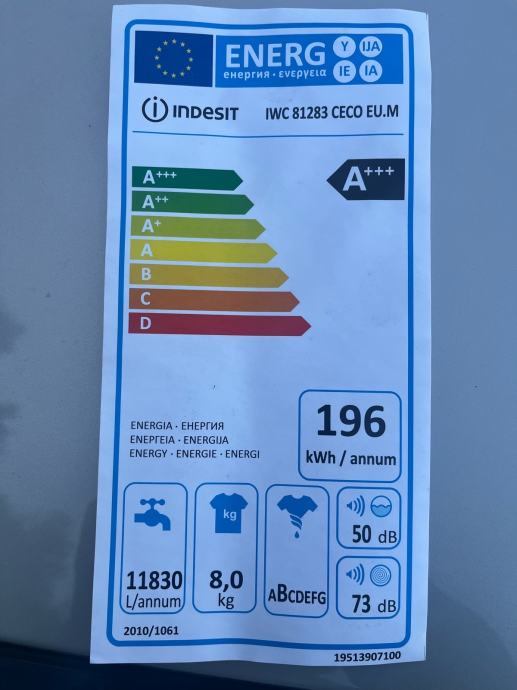 ENERG Y IJA
енергия · ενεργεια IE IA
INDESIT IWC 81283 CECO EU.M
A+++ A+++
A++
A+
A
B
C
D
ENERGIA · ЕНЕРГИЯ
ΕΝΕΡΓΕΙΑ · ENERGIJA
ENERGY · ENERGIE · ENERGI
196
kWh / annum
kg
11830
L/annum
8,0
kg
ABCDEFG
50 dB
73 dB
2010/1061
19513907100